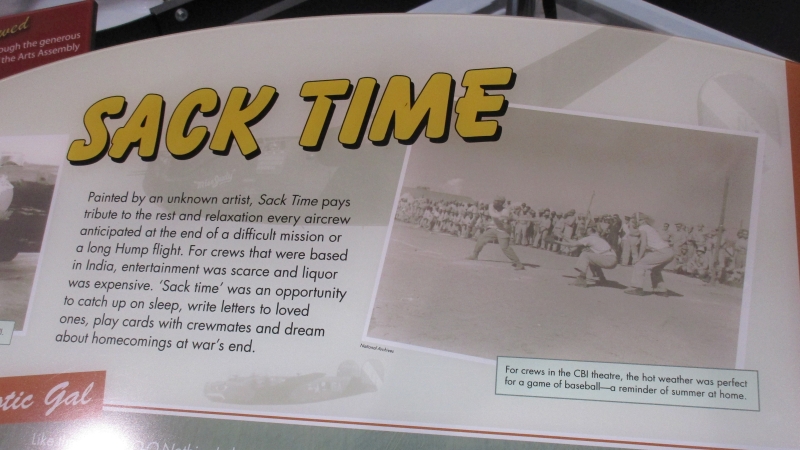 ough the generous
the Arts Assembly
SACK TIME
Painted by an unknown artist, Sack Time pays
tribute to the rest and relaxation every aircrew
anticipated at the end of a difficult mission or
a long Hump flight. For crews that were based
in India, entertainment was scarce and liquor
was expensive. ‘Sack time’ was an opportunity
to catch up on sleep, write letters to loved
ones, play cards with crewmates and dream
about homecomings at war’s end.
National Archives
For crews in the CBI theatre, the hot weather was perfect
for a game of baseball—a reminder of summer at home.
otic Gal
Like